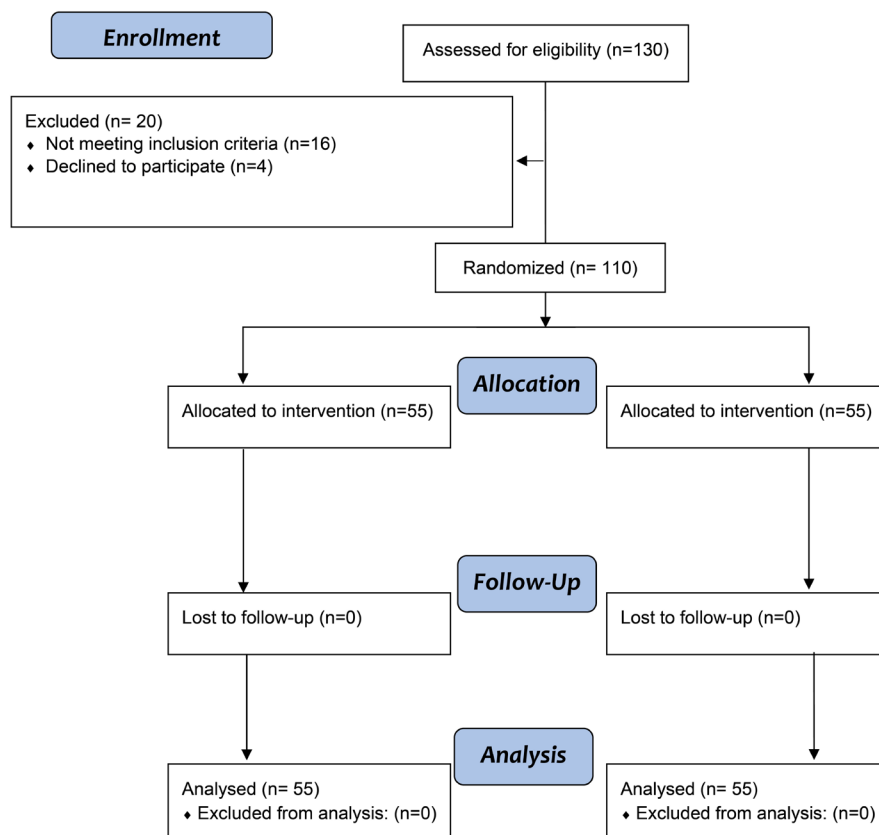 Enrollment
Assessed for eligibility (n=130)
Excluded (n= 20)
♦ Not meeting inclusion criteria (n=16)
♦ Declined to participate (n=4)
Randomized (n= 110)
Allocation
Allocated to intervention (n=55)
Allocated to intervention (n=55)
Follow-Up
Lost to follow-up (n=0)
Lost to follow-up (n=0)
Analysis
Analysed (n= 55)
♦ Excluded from analysis: (n=0)
Analysed (n= 55)
♦ Excluded from analysis: (n=0)